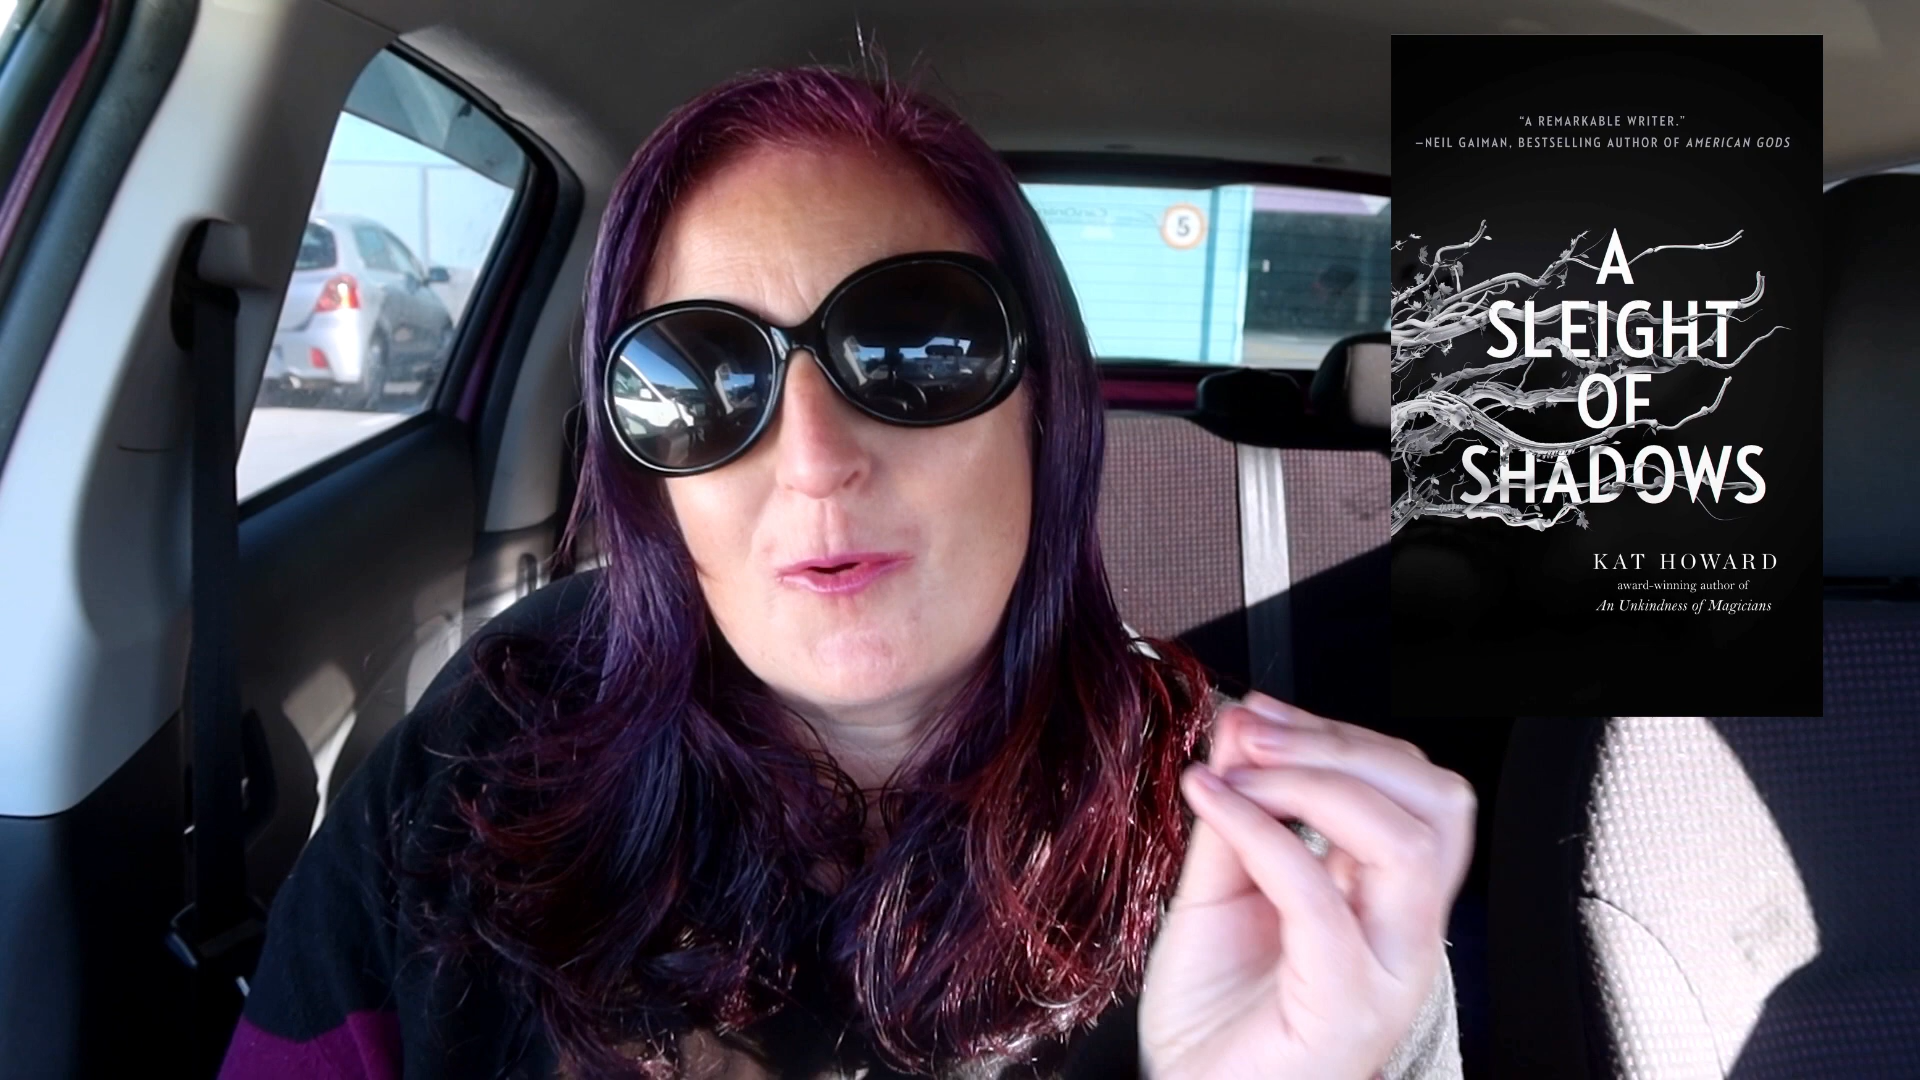 5
“A REMARKABLE WRITER.”
—NEIL GAIMAN, BESTSELLING AUTHOR OF AMERICAN GODS
A
SLEIGHT
OF
SHADOWS
KAT HOWARD
award-winning author of
An Unkindness of Magicians